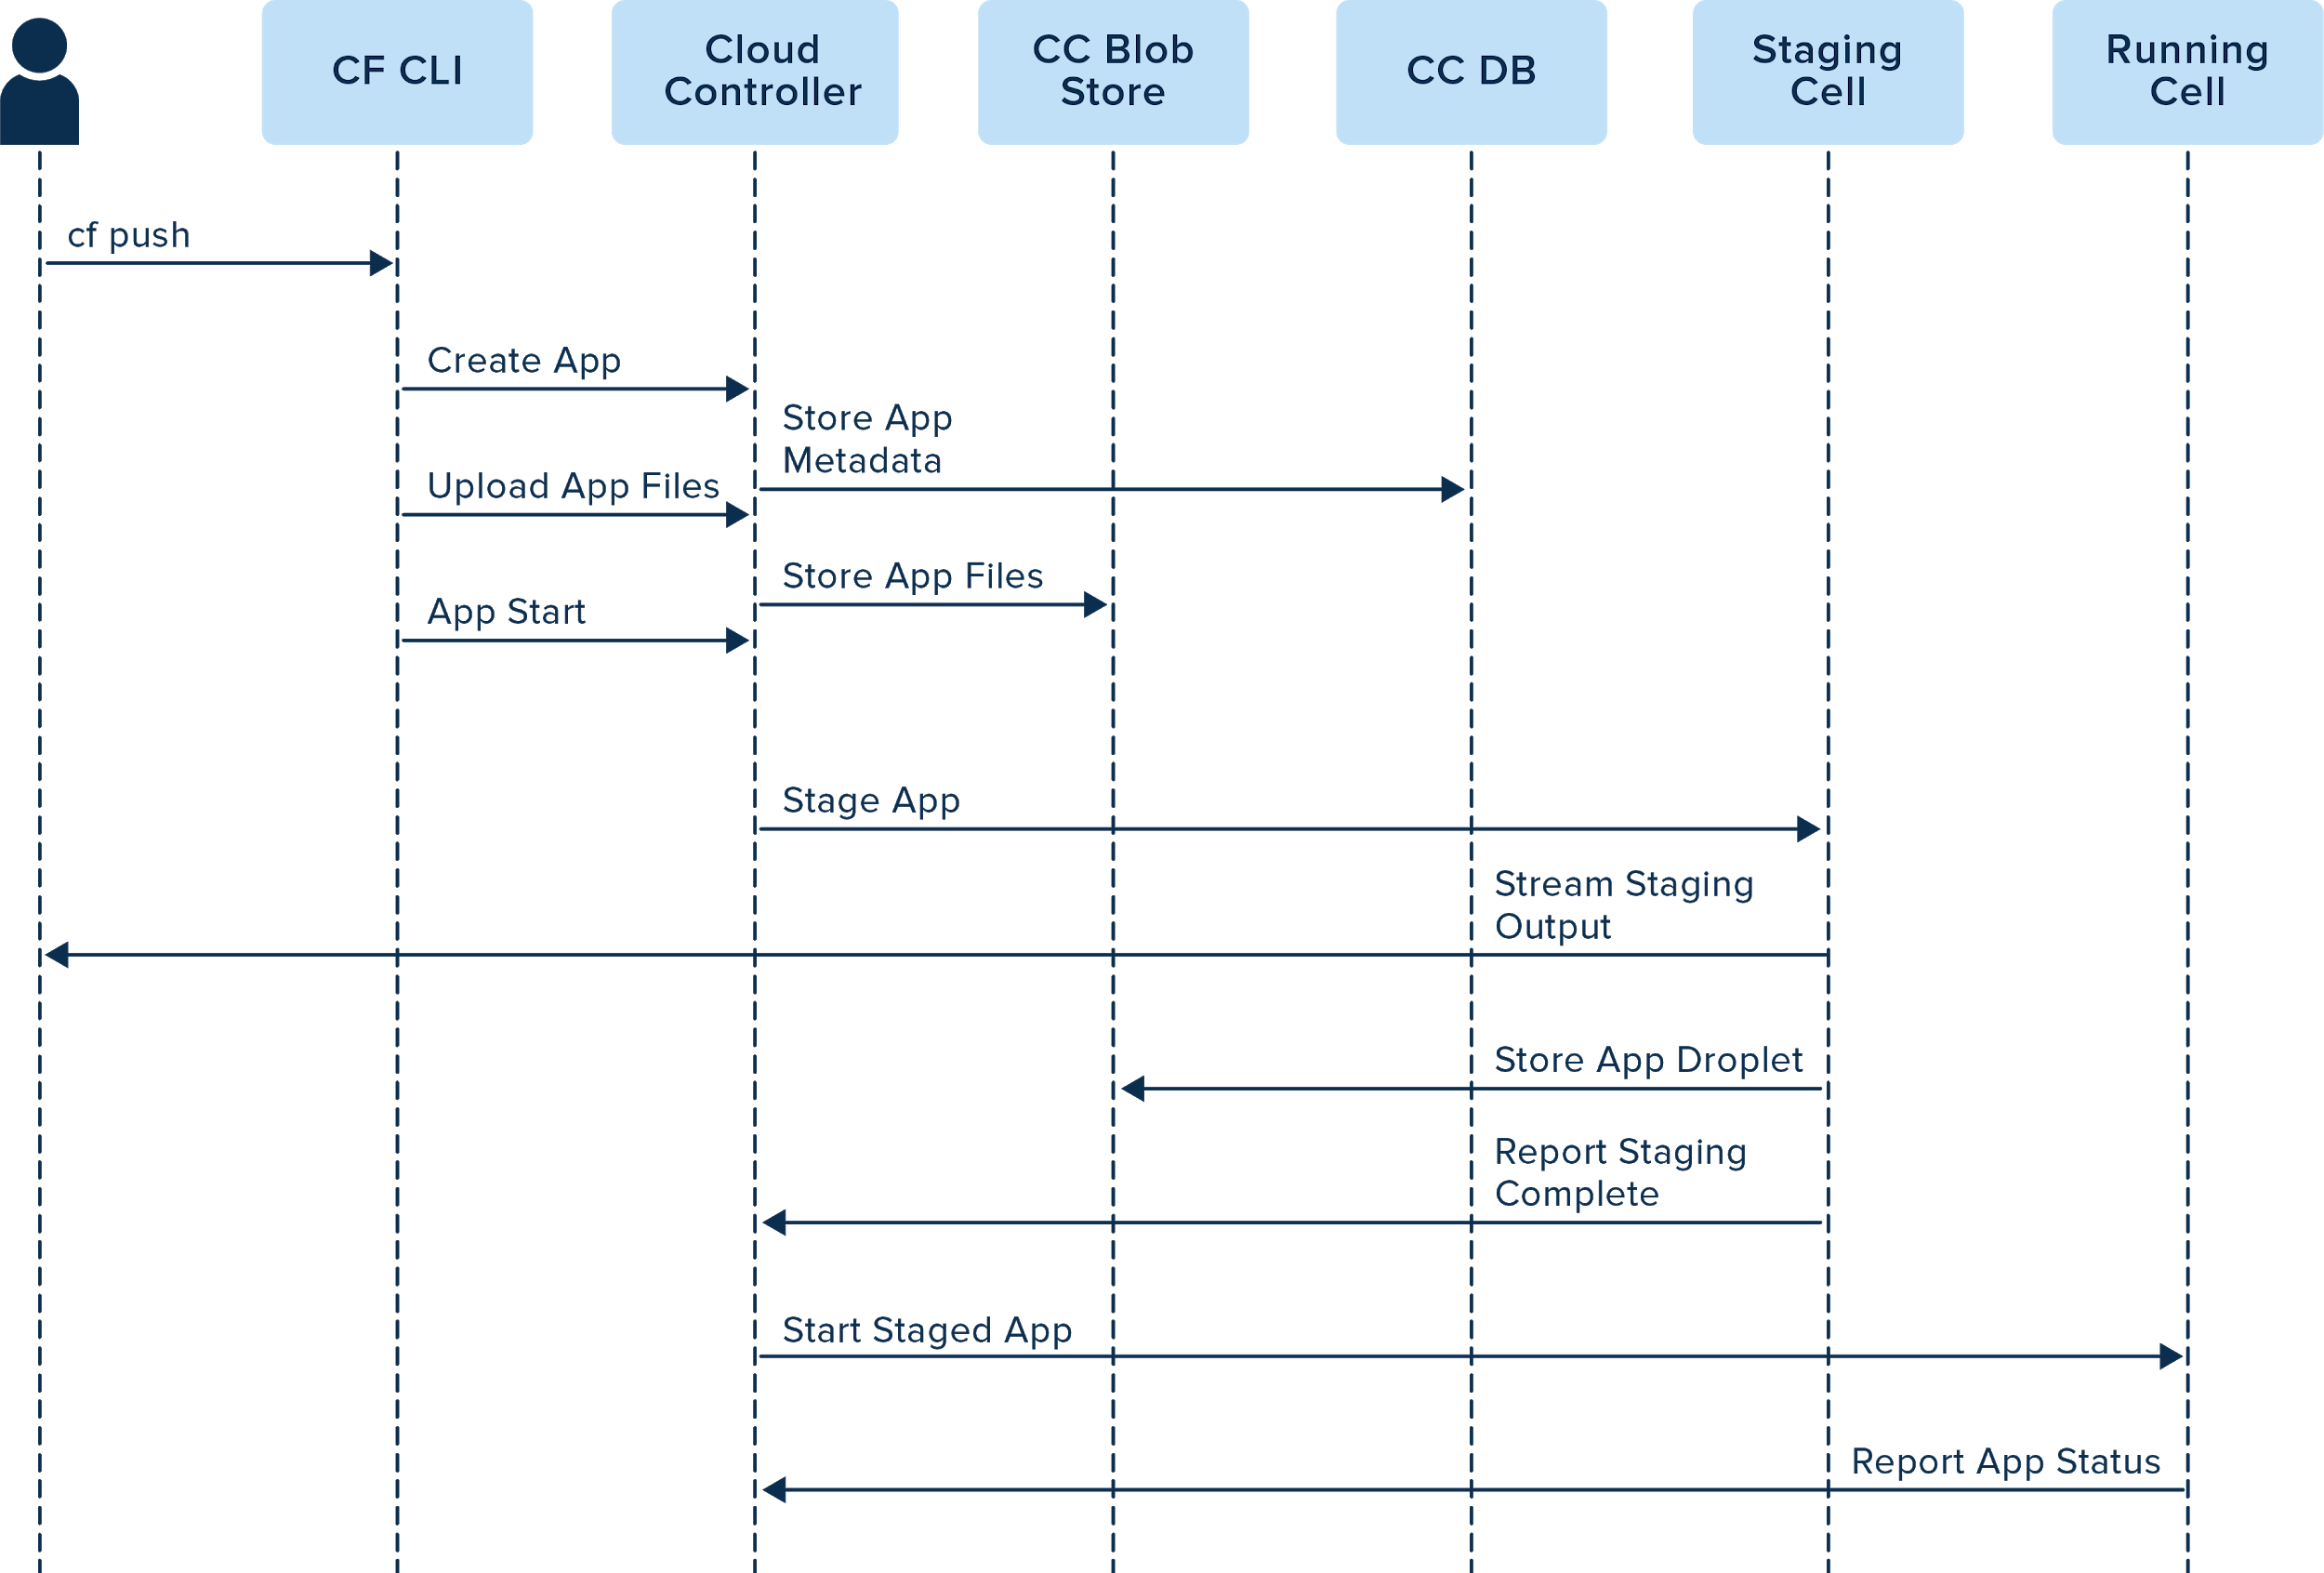 CF CLI
Cloud
Controller
CC Blob
Store
CC DB
Staging
Cell
Running
Cell
cf push
Create App
Store App
Metadata
Upload App Files
Store App Files
App Start
Stage App
Stream Staging
Output
Store App Droplet
Report Staging
Complete
Start Staged App
Report App Status